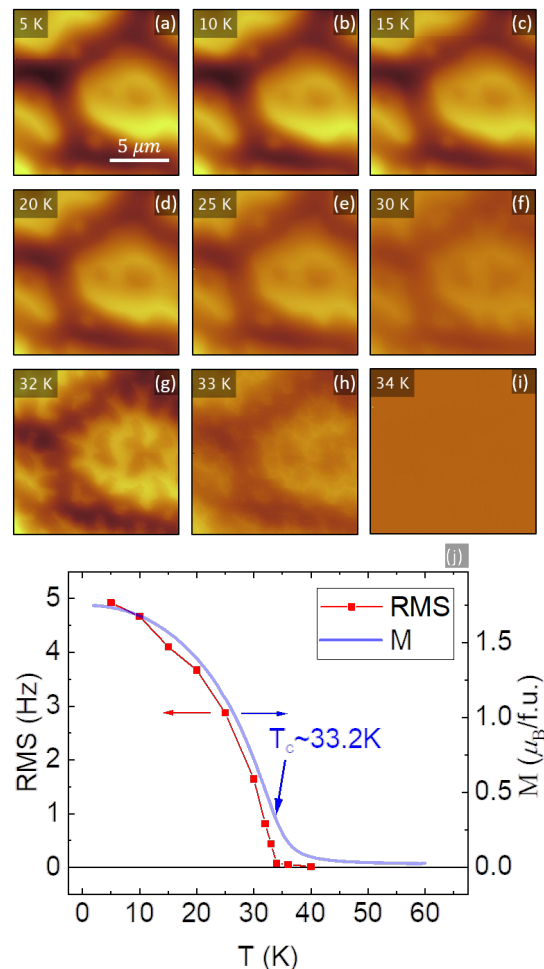 5 K (a)
10 K (b)
15 K (c)
5 μm
20 K (d)
25 K (e)
30 K (f)
32 K (g)
33 K (h)
34 K (i)
(j)
5
4
3
2
1
0
RMS (Hz)
RMS
M
T_c~33.2K
1.5
1.0
0.5
0.0
M (μ_B/f.u.)
0 10 20 30 40 50 60
T (K)